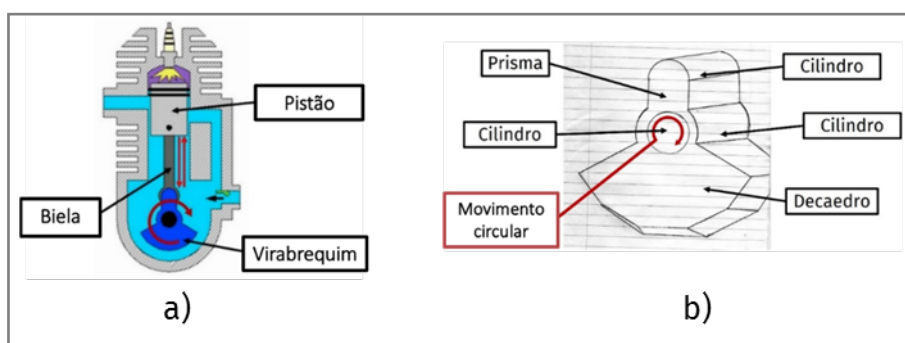 Pistão
Biela
Virabrequim
a)
Prisma
Cilindro
Cilindro
Cilindro
Movimento
circular
Decaedro
b)